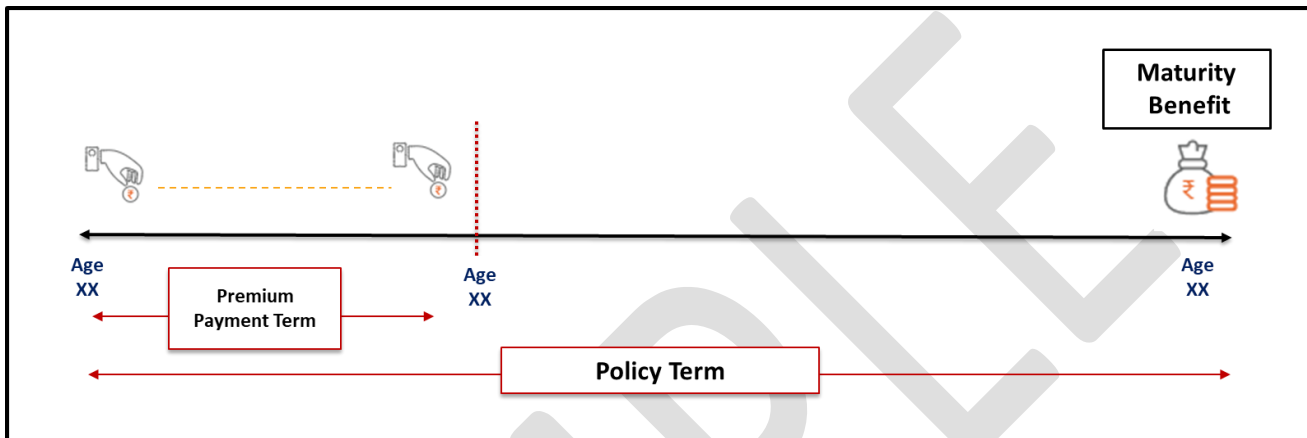 Maturity
Benefit
₹
₹
₹
Age
XX
Age
XX
Age
XX
Premium
Payment Term
Policy Term